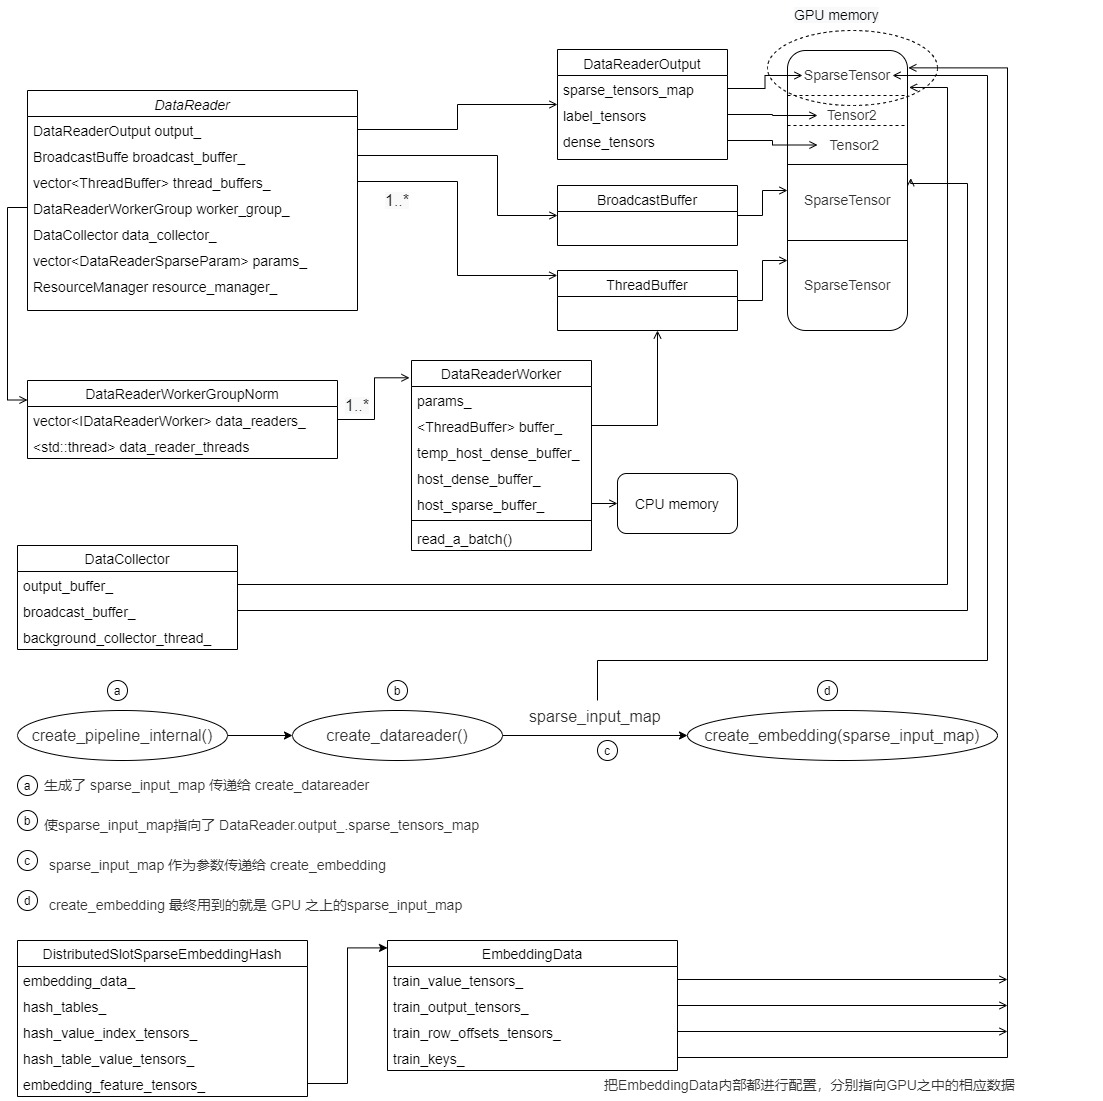 GPU memory
DataReaderOutput
sparse_tensors_map
label_tensors
dense_tensors
SparseTensor
Tensor2
Tensor2
SparseTensor
SparseTensor
DataReader
DataReaderOutput output_
BroadcastBuffe broadcast_buffer_
vector<ThreadBuffer> thread_buffers_
DataReaderWorkerGroup worker_group_
DataCollector data_collector_
vector<DataReaderSparseParam> params_
ResourceManager resource_manager_
1..*
BroadcastBuffer
ThreadBuffer
DataReaderWorkerGroupNorm
vector<IDataReaderWorker> data_readers_
<std::thread> data_reader_threads
1..*
DataReaderWorker
params_
<ThreadBuffer> buffer_
temp_host_dense_buffer_
host_dense_buffer_
host_sparse_buffer_
read_a_batch()
CPU memory
DataCollector
output_buffer_
broadcast_buffer_
background_collector_thread_
a
b
d
create_pipeline_internal()
create_datareader()
sparse_input_map
c
create_embedding(sparse_input_map)
a 生成了 sparse_input_map 传递给 create_datareader
b 使sparse_input_map指向了 DataReader.output_.sparse_tensors_map
c sparse_input_map 作为参数传递给 create_embedding
d create_embedding 最终用到的就是 GPU 之上的sparse_input_map
DistributedSlotSparseEmbeddingHash
embedding_data_
hash_tables_
hash_value_index_tensors_
hash_table_value_tensors_
embedding_feature_tensors_
EmbeddingData
train_value_tensors_
train_output_tensors_
train_row_offsets_tensors_
train_keys_
把EmbeddingData内部都进行配置，分别指向GPU之中的相应数据